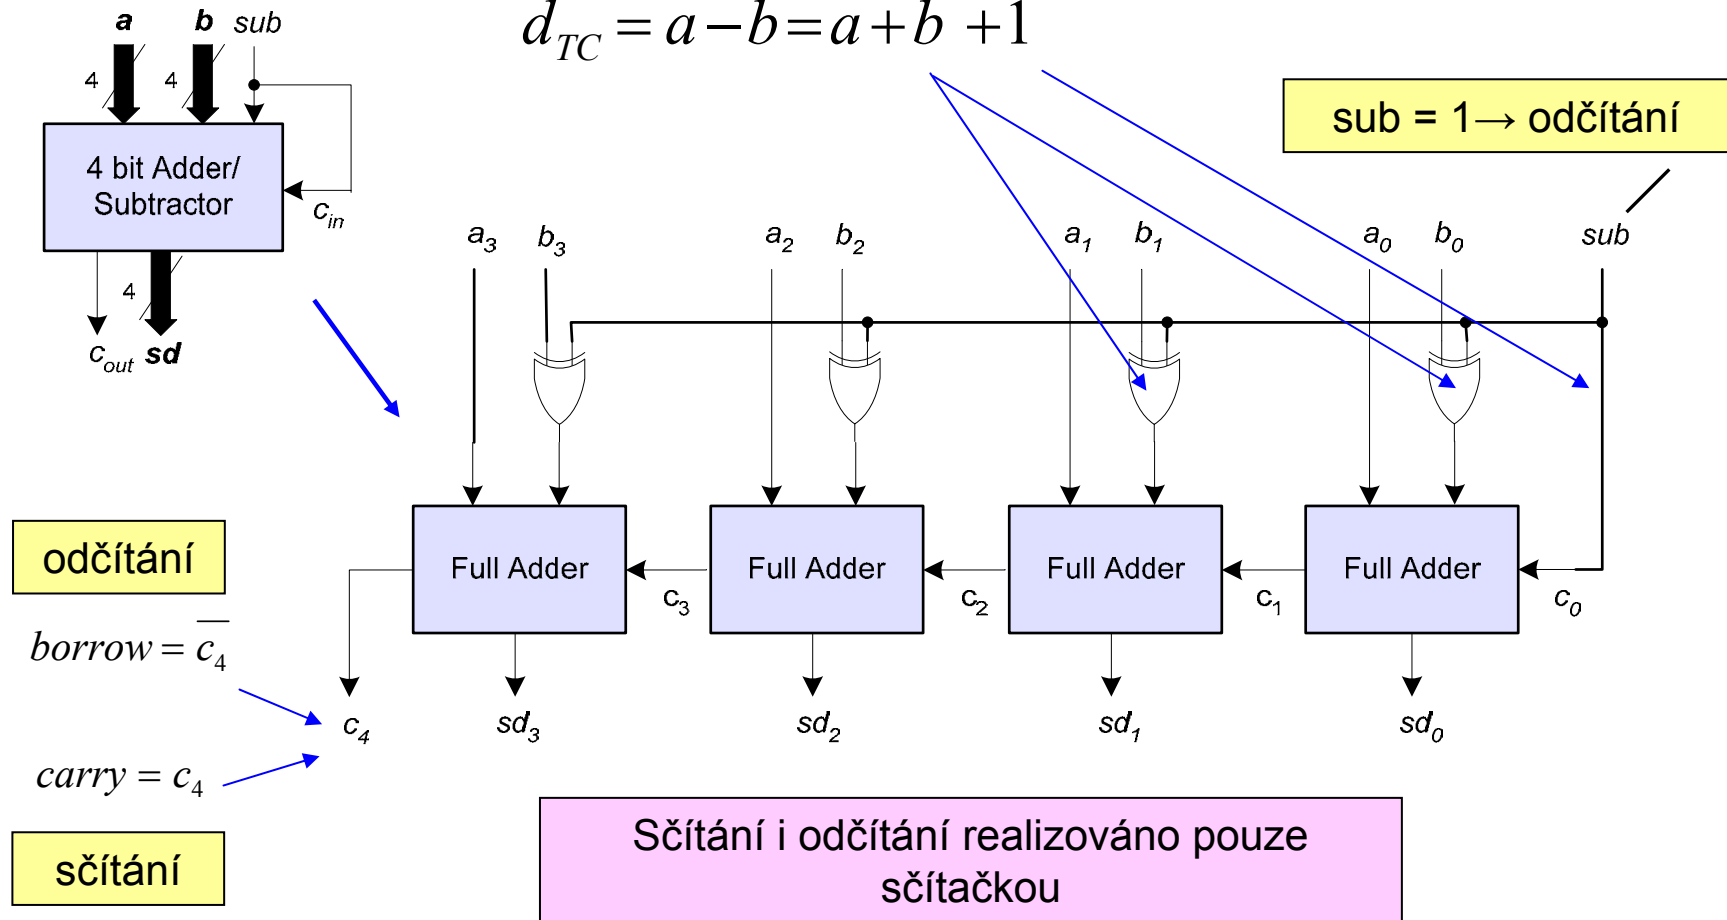 d_TC = a − b = a + b + 1
a b sub
4 4
sub = 1→ odčítání
4 bit Adder/
Subtractor
c_in
4
c_out sd
a_3 b_3 a_2 b_2 a_1 b_1 a_0 b_0 sub
Full Adder Full Adder Full Adder Full Adder
c_3 c_2 c_1 c_0
odčítání
borrow = c̅_4
c_4 sd_3 sd_2 sd_1 sd_0
carry = c_4
sčítání
Sčítání i odčítání realizováno pouze
sčítačkou